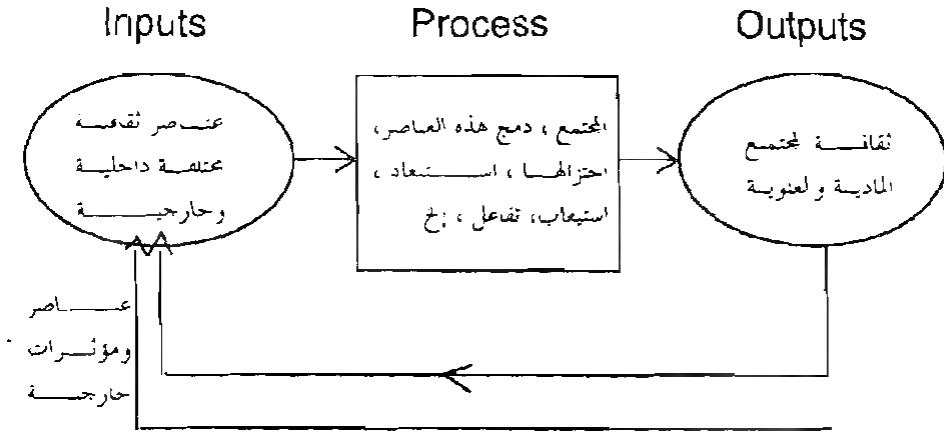 Inputs
Process
Outputs
عناصر ثقافية
مختلفة داخلية
وخارجية
المجتمع ، دمج هذه العناصر،
اختزالها ، استبعاد ،
استيعاب، تفاعل ، إلخ
ثقافة المجتمع
المادية والمعنوية
عناصر
ومؤثرات
خارجية